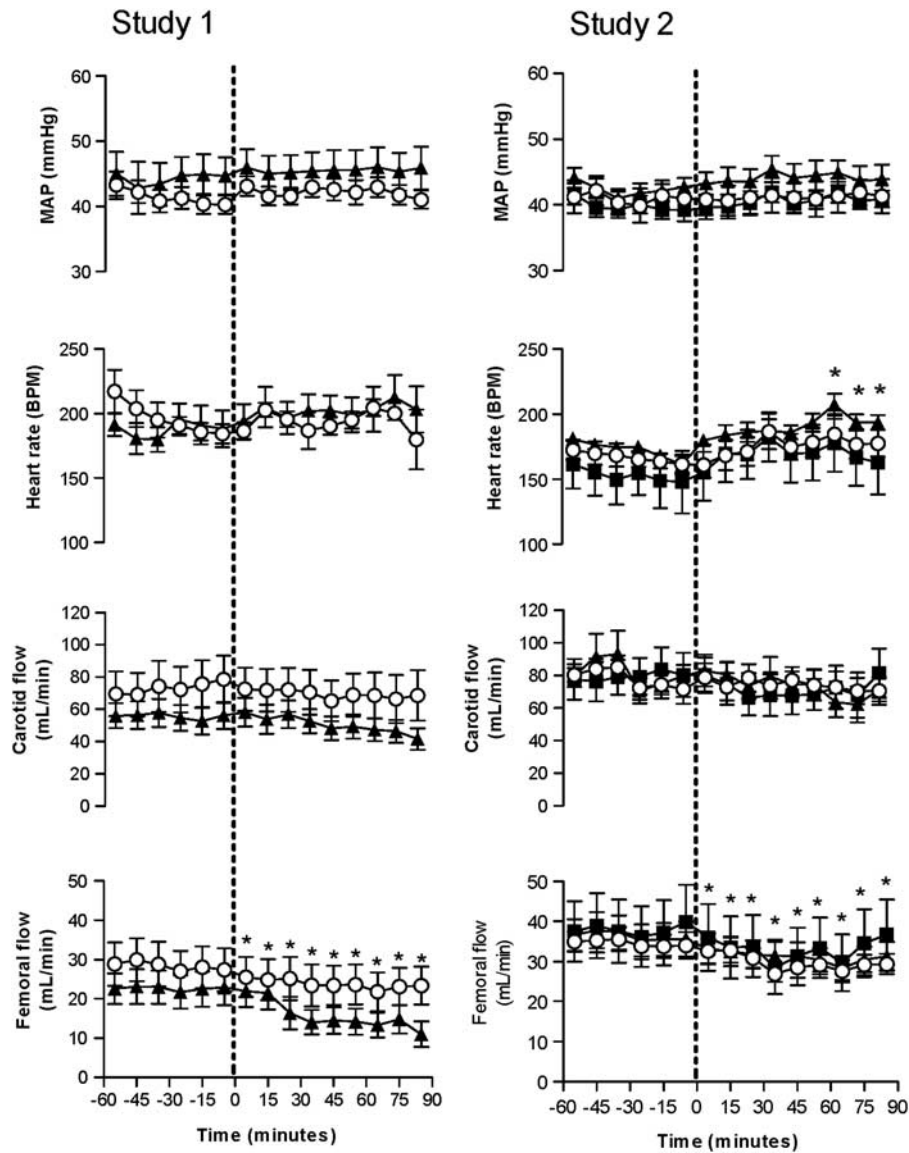 Study 1
Study 2
60
50
40
30
MAP (mmHg)
60
50
40
30
MAP (mmHg)
250
200
150
100
Heart rate (BPM)
250
200
150
100
Heart rate (BPM)
*
* *
120
100
80
60
40
20
0
Carotid flow
(mL/min)
120
100
80
60
40
20
0
Carotid flow
(mL/min)
50
40
30
20
10
0
Femoral flow
(mL/min)
* * * * * * * * *
-60 -45 -30 -15 0 15 30 45 60 75 90
Time (minutes)
50
40
30
20
10
0
Femoral flow
(mL/min)
* * * * * * * * *
-60 -45 -30 -15 0 15 30 45 60 75 90
Time (minutes)